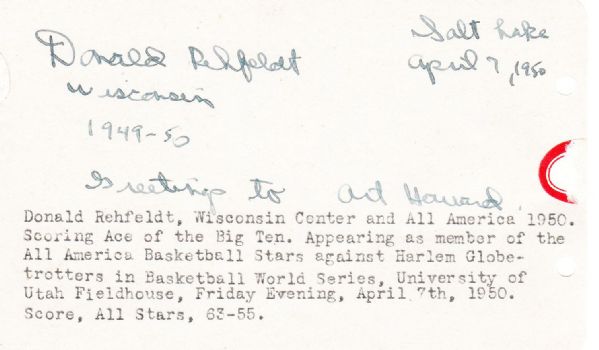 Donald Rehfeldt
Salt Lake
April 7, 1950
Wisconsin
1949-50
Greetings to Art Howard.
Donald Rehfeldt, Wisconsin Center and All America 1950.
Scoring Ace of the Big Ten. Appearing as member of the
All America Basketball Stars against Harlem Globe-
trotters in Basketball World Series, University of
Utah Fieldhouse, Friday Evening, April 7th, 1950.
Score, All Stars, 63-55.